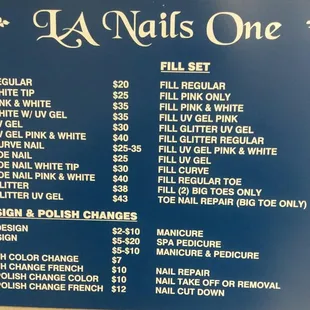 LA Nails One
EGULAR $20
HITE TIP $25
NK & WHITE $25
HITE W/ UV GEL $35
V GEL $30
V GEL PINK & WHITE $40
URVE NAIL $25-35
OE NAIL $25
OE NAIL WHITE TIP $30
OE NAIL PINK & WHITE $40
LITTER $38
LITTER UV GEL $43
SIGN & POLISH CHANGES
DESIGN $2-$10
SIGN $5-$20
$5-$10
H COLOR CHANGE $7
H CHANGE FRENCH $10
POLISH CHANGE COLOR $10
POLISH CHANGE FRENCH $12
FILL SET
FILL REGULAR
FILL PINK ONLY
FILL PINK & WHITE
FILL UV GEL PINK
FILL GLITTER UV GEL
FILL GLITTER REGULAR
FILL UV GEL PINK & WHITE
FILL UV GEL
FILL CURVE
FILL REGULAR TOE
FILL (2) BIG TOES ONLY
TOE NAIL REPAIR (BIG TOE ONLY)
MANICURE
SPA PEDICURE
MANICURE & PEDICURE
NAIL REPAIR
NAIL TAKE OFF OR REMOVAL
NAIL CUT DOWN